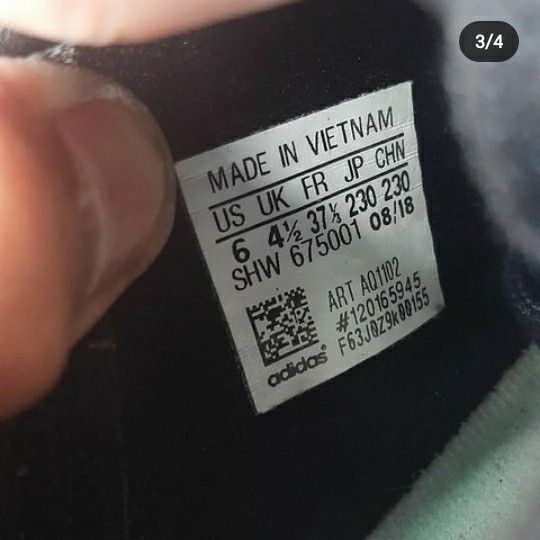 3/4
MADE IN VIETNAM
US UK FR JP CHN
6 4½ 37⅓ 230 230
SHW 675001 08/18
ART AQ1102
#120165945
F63J0Z9k00155
adidas